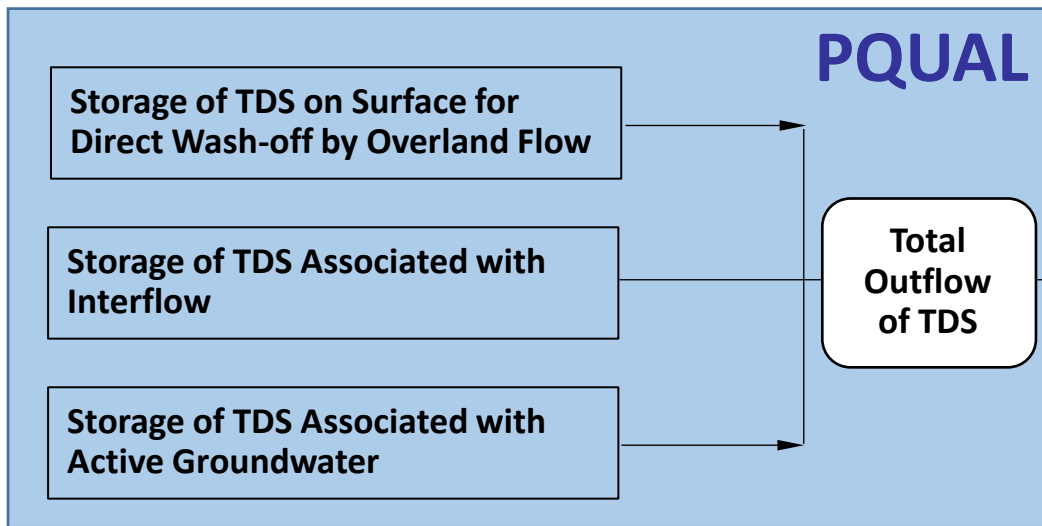 PQUAL
Storage of TDS on Surface for
Direct Wash-off by Overland Flow
Storage of TDS Associated with
Interflow
Storage of TDS Associated with
Active Groundwater
Total
Outflow
of TDS